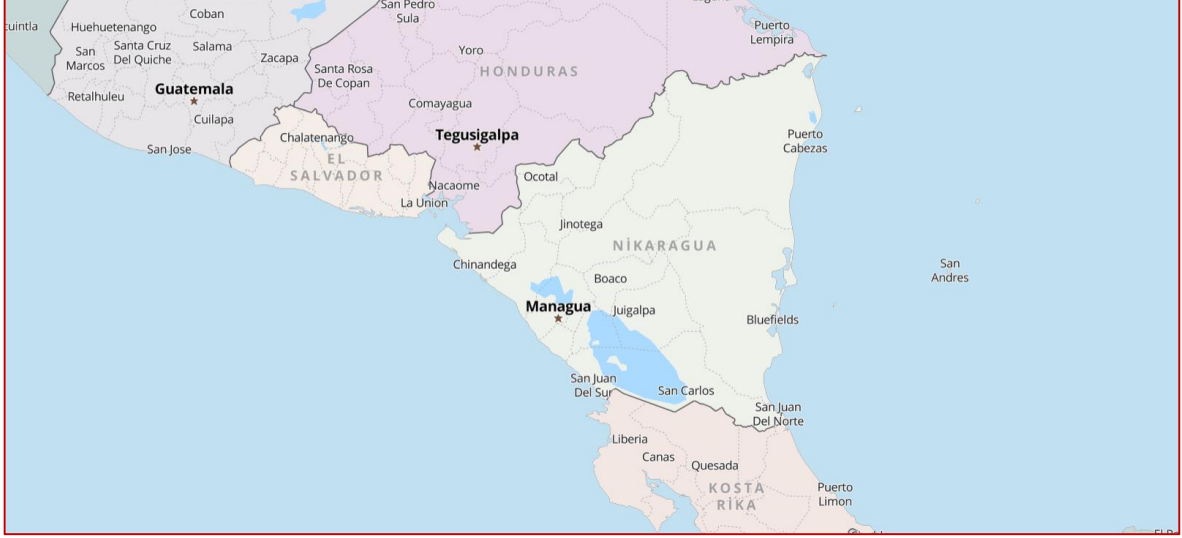 San Pedro
Sula
Puerto
Lempira
cuintla
Huehuetenango
Coban
San
Marcos
Santa Cruz
Del Quiche
Salama
Zacapa
Yoro
HONDURAS
Santa Rosa
De Copan
Retalhuleu
Guatemala
Comayagua
Cuilapa
Tegusigalpa
Chalatenango
Puerto
Cabezas
San Jose
EL
SALVADOR
Nacaome
Ocotal
La Union
Jinotega
NİKARAGUA
Chinandega
Boaco
San
Andres
Managua
Juigalpa
Bluefields
San Juan
Del Sur
San Carlos
San Juan
Del Norte
Liberia
Canas
Quesada
KOSTA
RİKA
Puerto
Limon